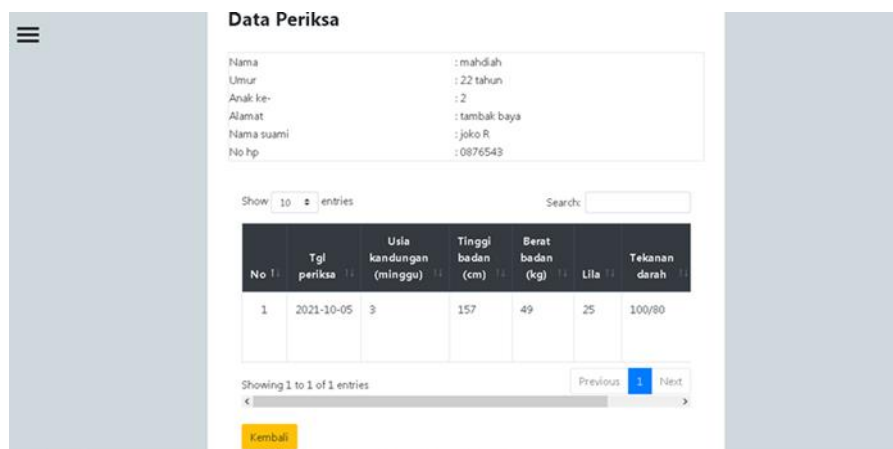 Data Periksa
Nama : mahdiah
Umur : 22 tahun
Anak ke- : 2
Alamat : tambak baya
Nama suami : joko R
No hp : 0876543
Show 10 entries Search:
No Tgl periksa Usia kandungan (minggu) Tinggi badan (cm) Berat badan (kg) Lila Tekanan darah
1 2021-10-05 3 157 49 25 100/80
Showing 1 to 1 of 1 entries Previous 1 Next
Kembali